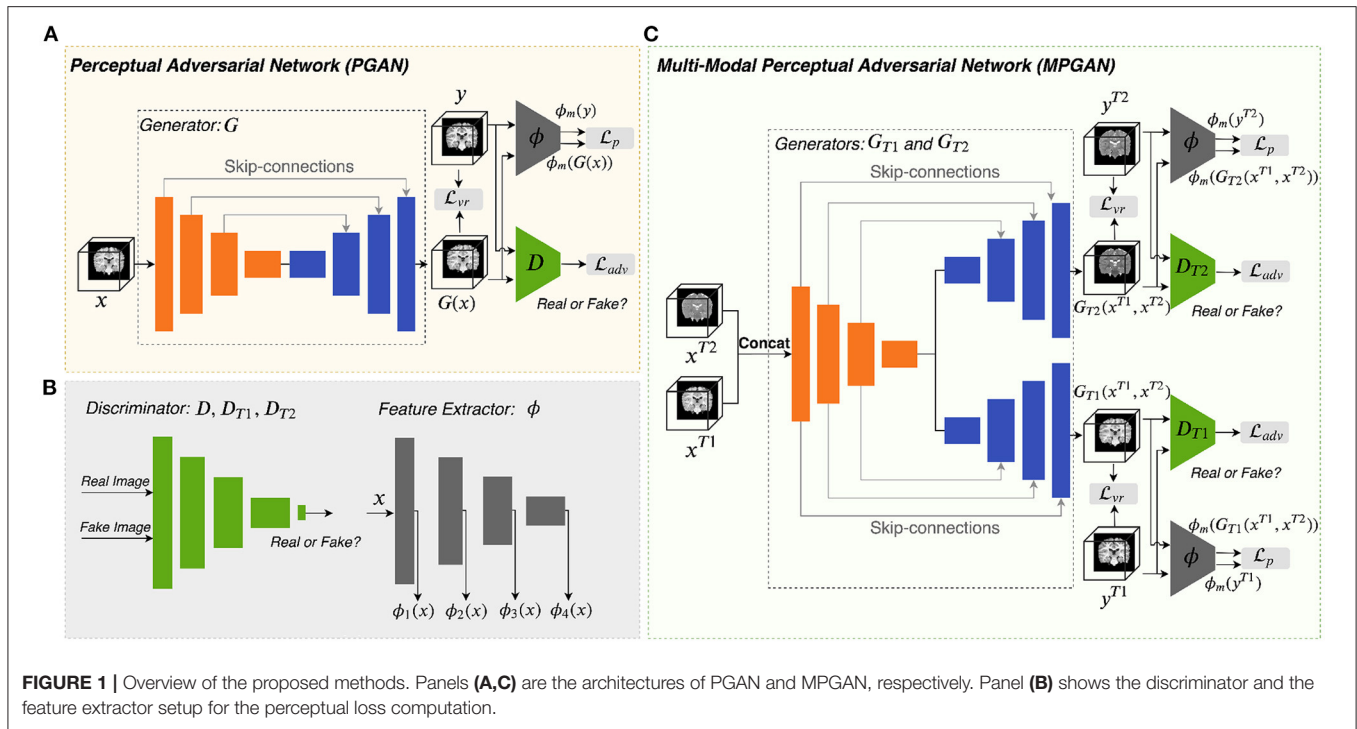 A
Perceptual Adversarial Network (PGAN)
Generator: G
Skip-connections
x
y
G(x)
ℒvr
ϕ
ϕm(y)
ϕm(G(x))
ℒp
D
ℒadv
Real or Fake?
B
Discriminator: D, DT1, DT2
Real Image
Fake Image
Real or Fake?
Feature Extractor: ϕ
x
ϕ1(x)
ϕ2(x)
ϕ3(x)
ϕ4(x)
C
Multi-Modal Perceptual Adversarial Network (MPGAN)
Generators: GT1 and GT2
Skip-connections
xT2
xT1
Concat
Skip-connections
yT2
ℒvr
GT2(xT1, xT2)
ϕ
ϕm(yT2)
ℒp
ϕm(GT2(xT1, xT2))
DT2
ℒadv
Real or Fake?
GT1(xT1, xT2)
ℒvr
yT1
DT1
ℒadv
Real or Fake?
ϕm(GT1(xT1, xT2))
ϕ
ℒp
ϕm(yT1)
FIGURE 1 | Overview of the proposed methods. Panels (A,C) are the architectures of PGAN and MPGAN, respectively. Panel (B) shows the discriminator and the
feature extractor setup for the perceptual loss computation.